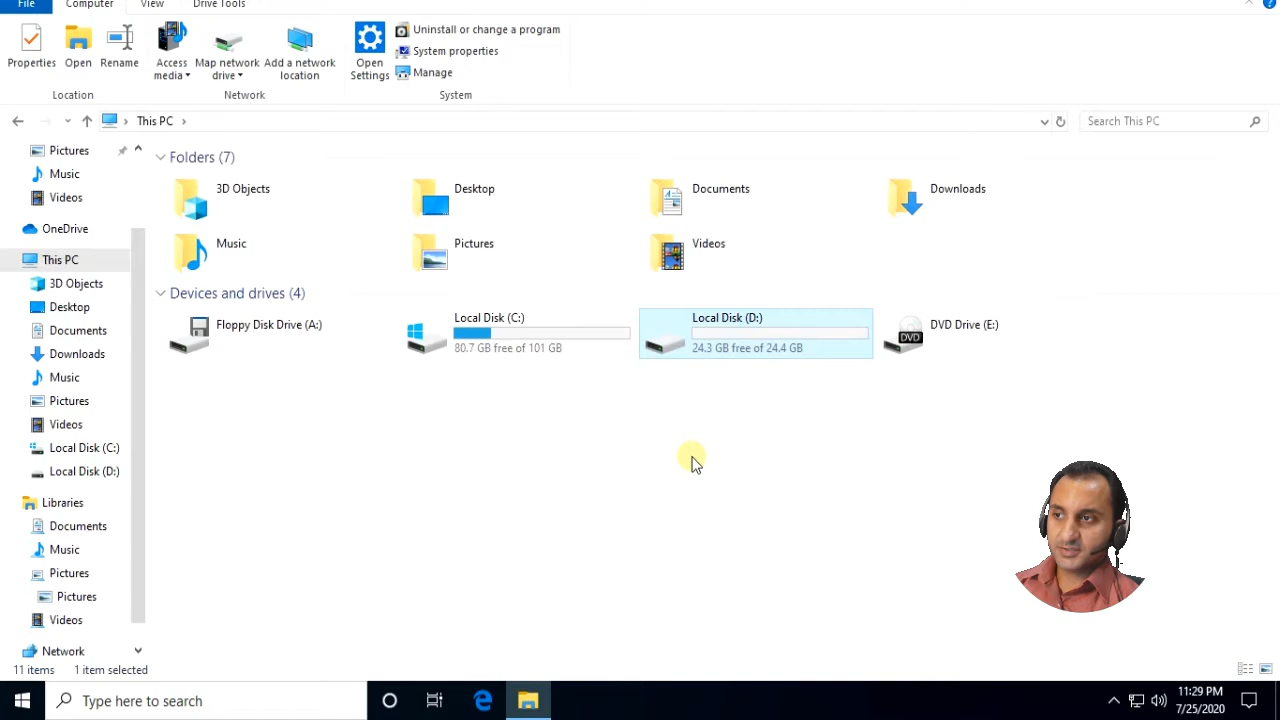 File Computer View Drive Tools
Properties Open Rename Access media Map network drive Add a network location Open Settings
Uninstall or change a program
System properties
Manage
Location Network System
This PC
Search This PC
Pictures
Music
Videos
OneDrive
This PC
3D Objects
Desktop
Documents
Downloads
Music
Pictures
Videos
Local Disk (C:)
Local Disk (D:)
Libraries
Documents
Music
Pictures
Pictures
Videos
Network
Folders (7)
3D Objects Desktop Documents Downloads
Music Pictures Videos
Devices and drives (4)
Floppy Disk Drive (A:)
Local Disk (C:)
80.7 GB free of 101 GB
Local Disk (D:)
24.3 GB free of 24.4 GB
DVD
DVD Drive (E:)
11 items 1 item selected
Type here to search
11:29 PM
7/25/2020